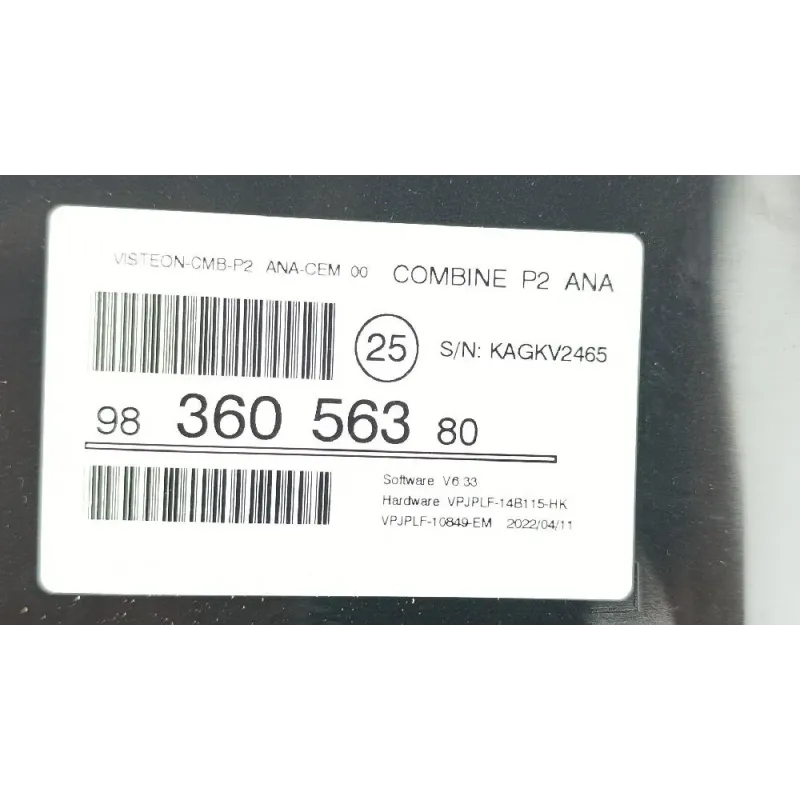 VISTEON-CMB-P2 ANA-CEM 00 COMBINE P2 ANA
25 S/N: KAGKV2465
98 360 563 80
Software V6.33
Hardware VPJPLF-14B115-HK
VPJPLF-10849-EM 2022/04/11